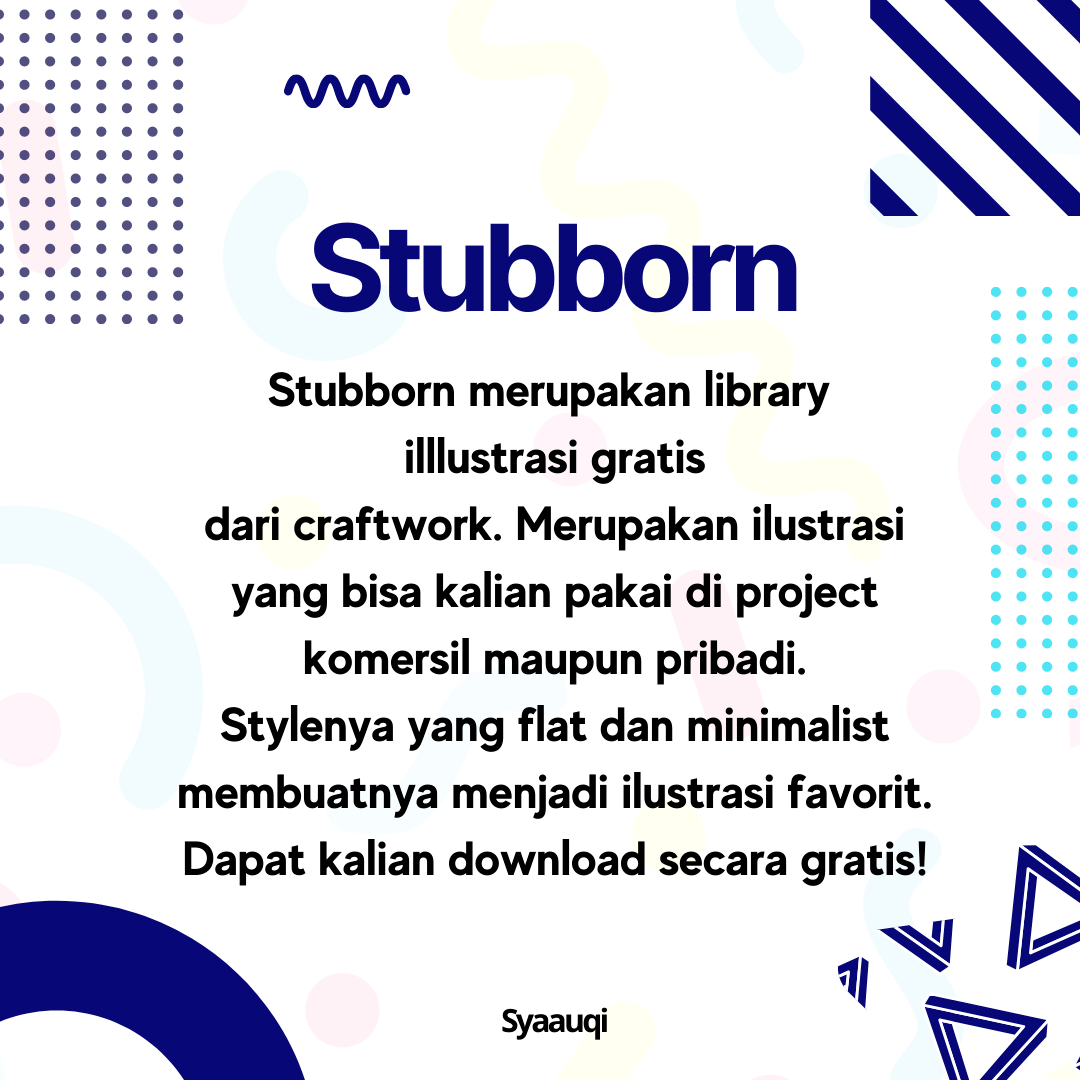 Stubborn
Stubborn merupakan library
illlustrasi gratis
dari craftwork. Merupakan ilustrasi
yang bisa kalian pakai di project
komersil maupun pribadi.
Stylenya yang flat dan minimalist
membuatnya menjadi ilustrasi favorit.
Dapat kalian download secara gratis!
Syaauqi